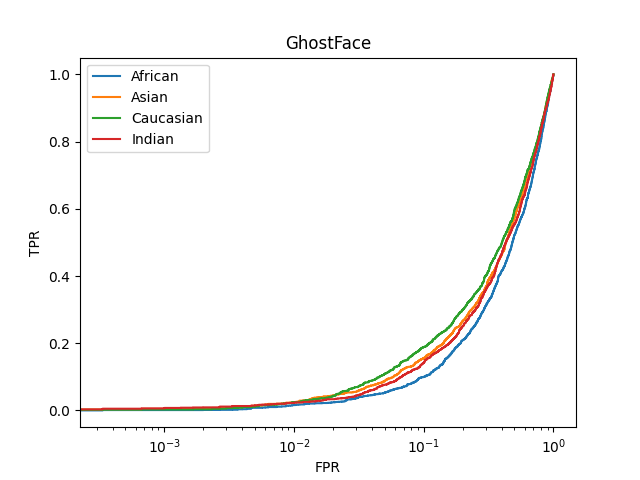 GhostFace
African
Asian
Caucasian
Indian
TPR
1.0
0.8
0.6
0.4
0.2
0.0
10⁻³
10⁻²
10⁻¹
10⁰
FPR